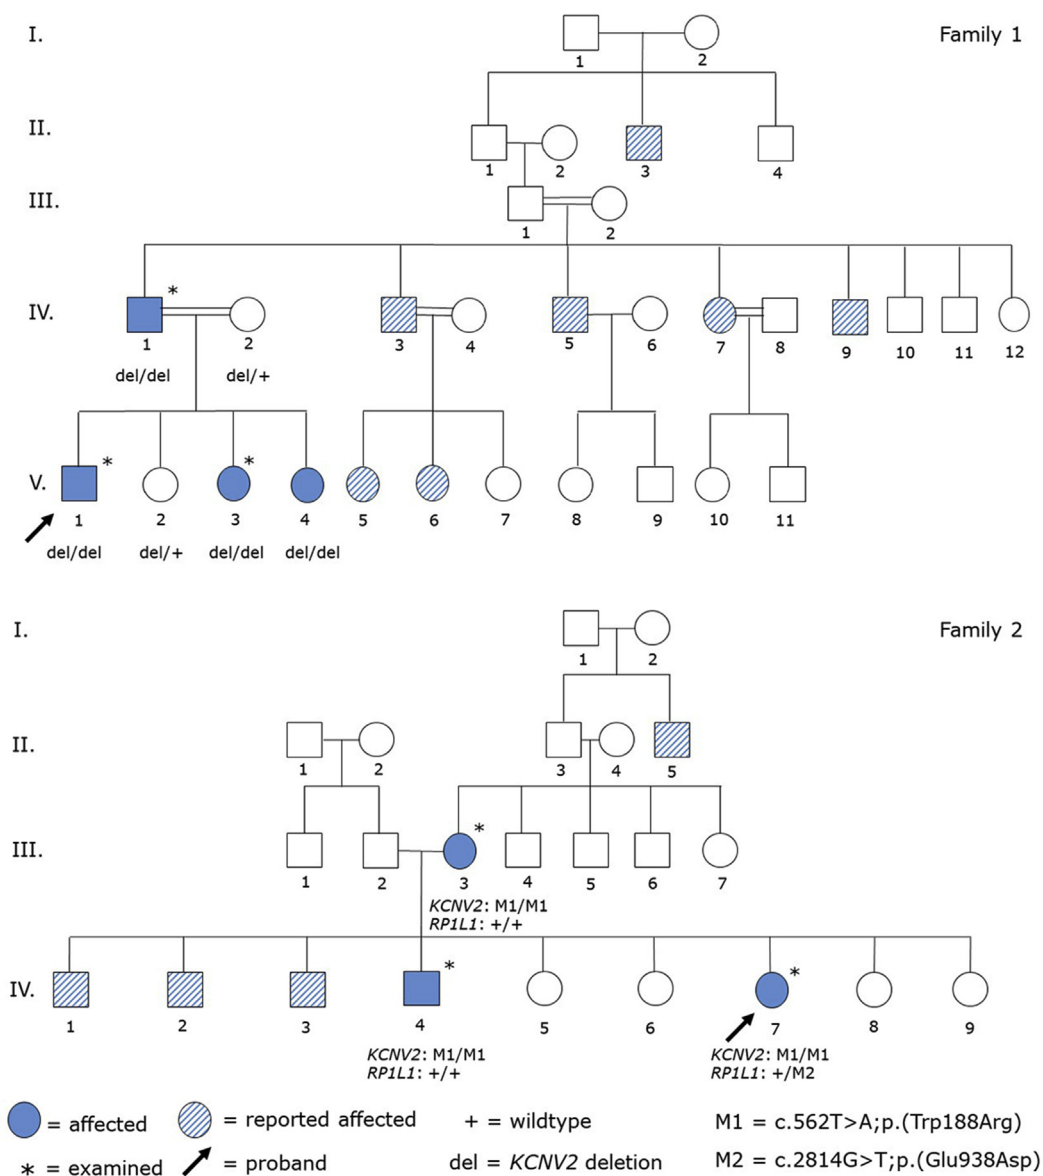 I. Family 1
1 2
II.
1 2 3 4
III.
1 2
*
IV.
1 2 3 4 5 6 7 8 9 10 11 12
del/del del/+
* *
V.
1 2 3 4 5 6 7 8 9 10 11
del/del del/+ del/del del/del
I. Family 2
1 2
II.
1 2 3 4 5
*
III.
1 2 3 4 5 6 7
KCNV2: M1/M1
RP1L1: +/+
* *
IV.
1 2 3 4 5 6 7 8 9
KCNV2: M1/M1 KCNV2: M1/M1
RP1L1: +/+ RP1L1: +/M2
= affected = reported affected + = wildtype M1 = c.562T>A;p.(Trp188Arg)
* = examined = proband del = KCNV2 deletion M2 = c.2814G>T;p.(Glu938Asp)